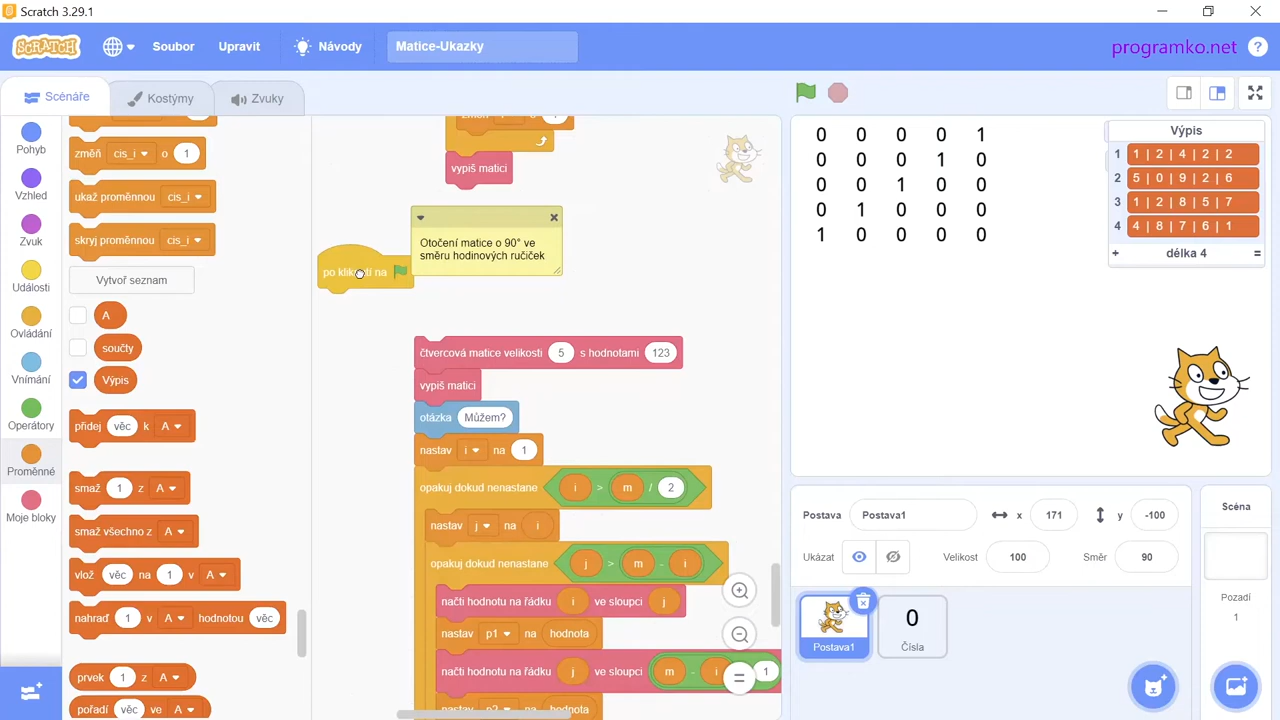 Scratch 3.29.1
SCRATCH
Soubor
Upravit
Návody
Matice-Ukazky
programko.net
Scénáře
Kostýmy
Zvuky
Pohyb
Vzhled
Zvuk
Události
Ovládání
Vnímání
Operátory
Proměnné
Moje bloky
změň cis_i o 1
ukaž proměnnou cis_i
skryj proměnnou cis_i
Vytvoř seznam
A
součty
Výpis
přidej věc k A
smaž 1 z A
smaž všechno z A
vlož věc na 1 v A
nahraď 1 v A hodnotou věc
prvek 1 z A
pořadí věc ve A
vypiš matici
Otočení matice o 90° ve
směru hodinových ručiček
po kliknutí na
čtvercová matice velikosti 5 s hodnotami 123
vypiš matici
otázka Můžem?
nastav i na 1
opakuj dokud nenastane i > m / 2
nastav j na i
opakuj dokud nenastane j > m - i
načti hodnotu na řádku i ve sloupci j
nastav p1 na hodnota
načti hodnotu na řádku j ve sloupci m - i 1
nastav p2 na hodnota
0 0 0 0 1
0 0 0 1 0
0 0 1 0 0
0 1 0 0 0
1 0 0 0 0
Výpis
1 1 | 2 | 4 | 2 | 2
2 5 | 0 | 9 | 2 | 6
3 1 | 2 | 8 | 5 | 7
4 4 | 8 | 7 | 6 | 1
+ délka 4 =
Postava Postava1 x 171 y -100
Ukázat Velikost 100 Směr 90
Postava1
0
Čísla
Scéna
Pozadí
1